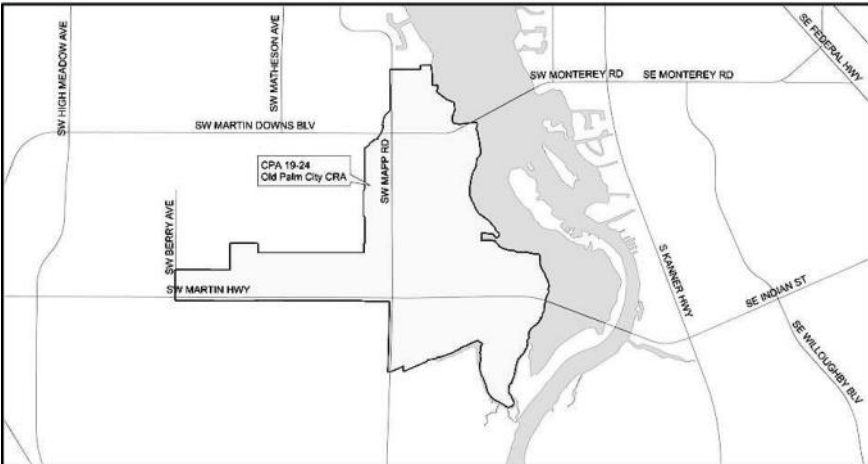 SW HIGH MEADOW AVE
SW MATHESON AVE
SE FEDERAL HWY
SW MONTEREY RD
SE MONTEREY RD
SW MARTIN DOWNS BLV
CPA 19-24
Old Palm City CRA
SW MAPP RD
SW BERRY AVE
SW MARTIN HWY
S KANNER HWY
SE INDIAN ST
SE WILLOUGHBY BLV